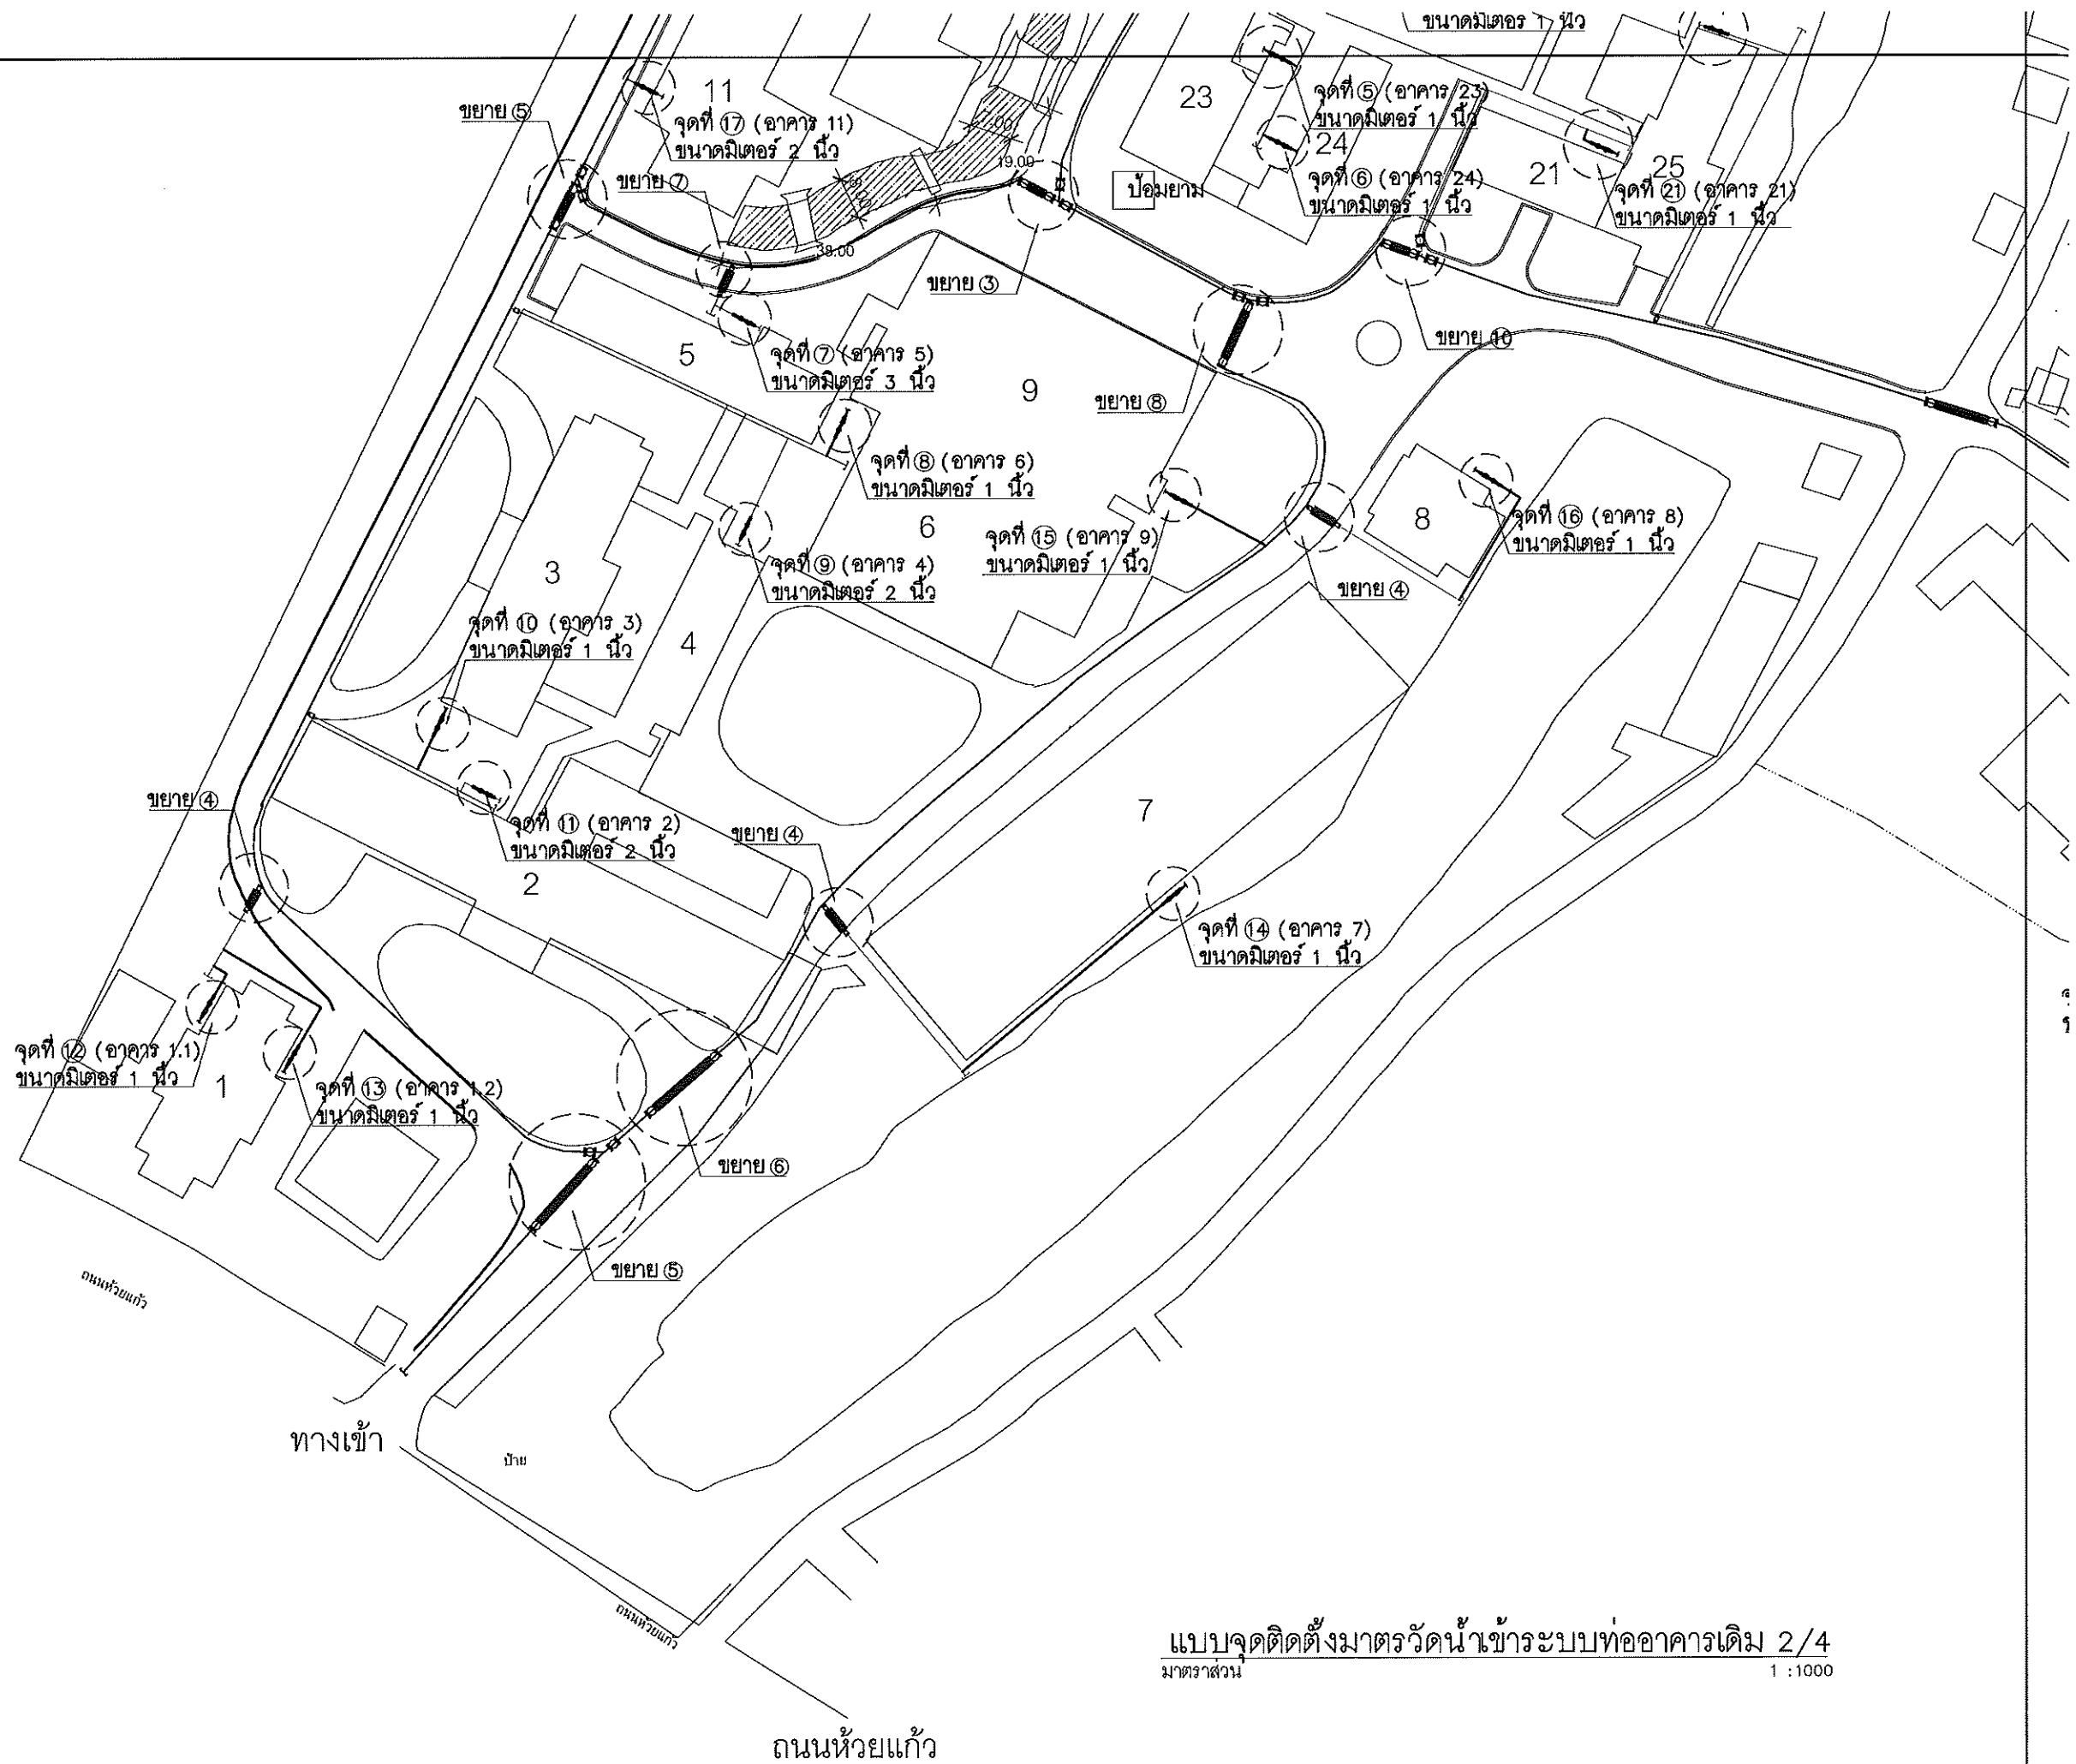 ขนาดมิเตอร์ 1 นิ้ว
11
23
จุดที่ ⑤ (อาคาร 23)
ขนาดมิเตอร์ 1 นิ้ว
ขยาย ⑤
จุดที่ ⑰ (อาคาร 11)
ขนาดมิเตอร์ 2 นิ้ว
7.00
24
19.00
21
25
ขยาย ⑦
9.00
ป้อมยาม
จุดที่ ⑥ (อาคาร 24)
ขนาดมิเตอร์ 1 นิ้ว
จุดที่ ㉑ (อาคาร 21)
ขนาดมิเตอร์ 1 นิ้ว
38.00
ขยาย ③
ขยาย ⑩
5
จุดที่ ⑦ (อาคาร 5)
ขนาดมิเตอร์ 3 นิ้ว
9
ขยาย ⑧
จุดที่ ⑧ (อาคาร 6)
ขนาดมิเตอร์ 1 นิ้ว
6
8
จุดที่ ⑯ (อาคาร 8)
ขนาดมิเตอร์ 1 นิ้ว
จุดที่ ⑮ (อาคาร 9)
ขนาดมิเตอร์ 1 นิ้ว
3
จุดที่ ⑨ (อาคาร 4)
ขนาดมิเตอร์ 2 นิ้ว
ขยาย ④
จุดที่ ⑩ (อาคาร 3)
ขนาดมิเตอร์ 1 นิ้ว
4
ขยาย ④
7
จุดที่ ⑪ (อาคาร 2)
ขนาดมิเตอร์ 2 นิ้ว
ขยาย ④
2
จุดที่ ⑭ (อาคาร 7)
ขนาดมิเตอร์ 1 นิ้ว
จุดที่ ⑫ (อาคาร 1.1)
ขนาดมิเตอร์ 1 นิ้ว
1
จุดที่ ⑬ (อาคาร 1.2)
ขนาดมิเตอร์ 1 นิ้ว
ขยาย ⑥
ขยาย ⑤
ถนนห้วยแก้ว
ทางเข้า
ป้าย
ถนนห้วยแก้ว
แบบจุดติดตั้งมาตรวัดน้ำเข้าระบบท่ออาคารเดิม 2/4
มาตราส่วน 1 :1000
ถนนห้วยแก้ว